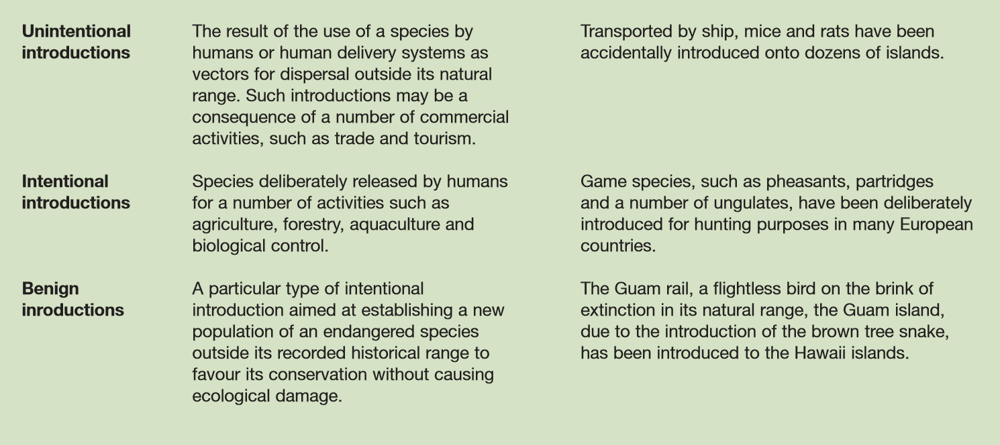 Unintentional
introductions
The result of the use of a species by
humans or human delivery systems as
vectors for dispersal outside its natural
range. Such introductions may be a
consequence of a number of commercial
activities, such as trade and tourism.
Transported by ship, mice and rats have been
accidentally introduced onto dozens of islands.
Intentional
introductions
Species deliberately released by humans
for a number of activities such as
agriculture, forestry, aquaculture and
biological control.
Game species, such as pheasants, partridges
and a number of ungulates, have been deliberately
introduced for hunting purposes in many European
countries.
Benign
inroductions
A particular type of intentional
introduction aimed at establishing a new
population of an endangered species
outside its recorded historical range to
favour its conservation without causing
ecological damage.
The Guam rail, a flightless bird on the brink of
extinction in its natural range, the Guam island,
due to the introduction of the brown tree snake,
has been introduced to the Hawaii islands.